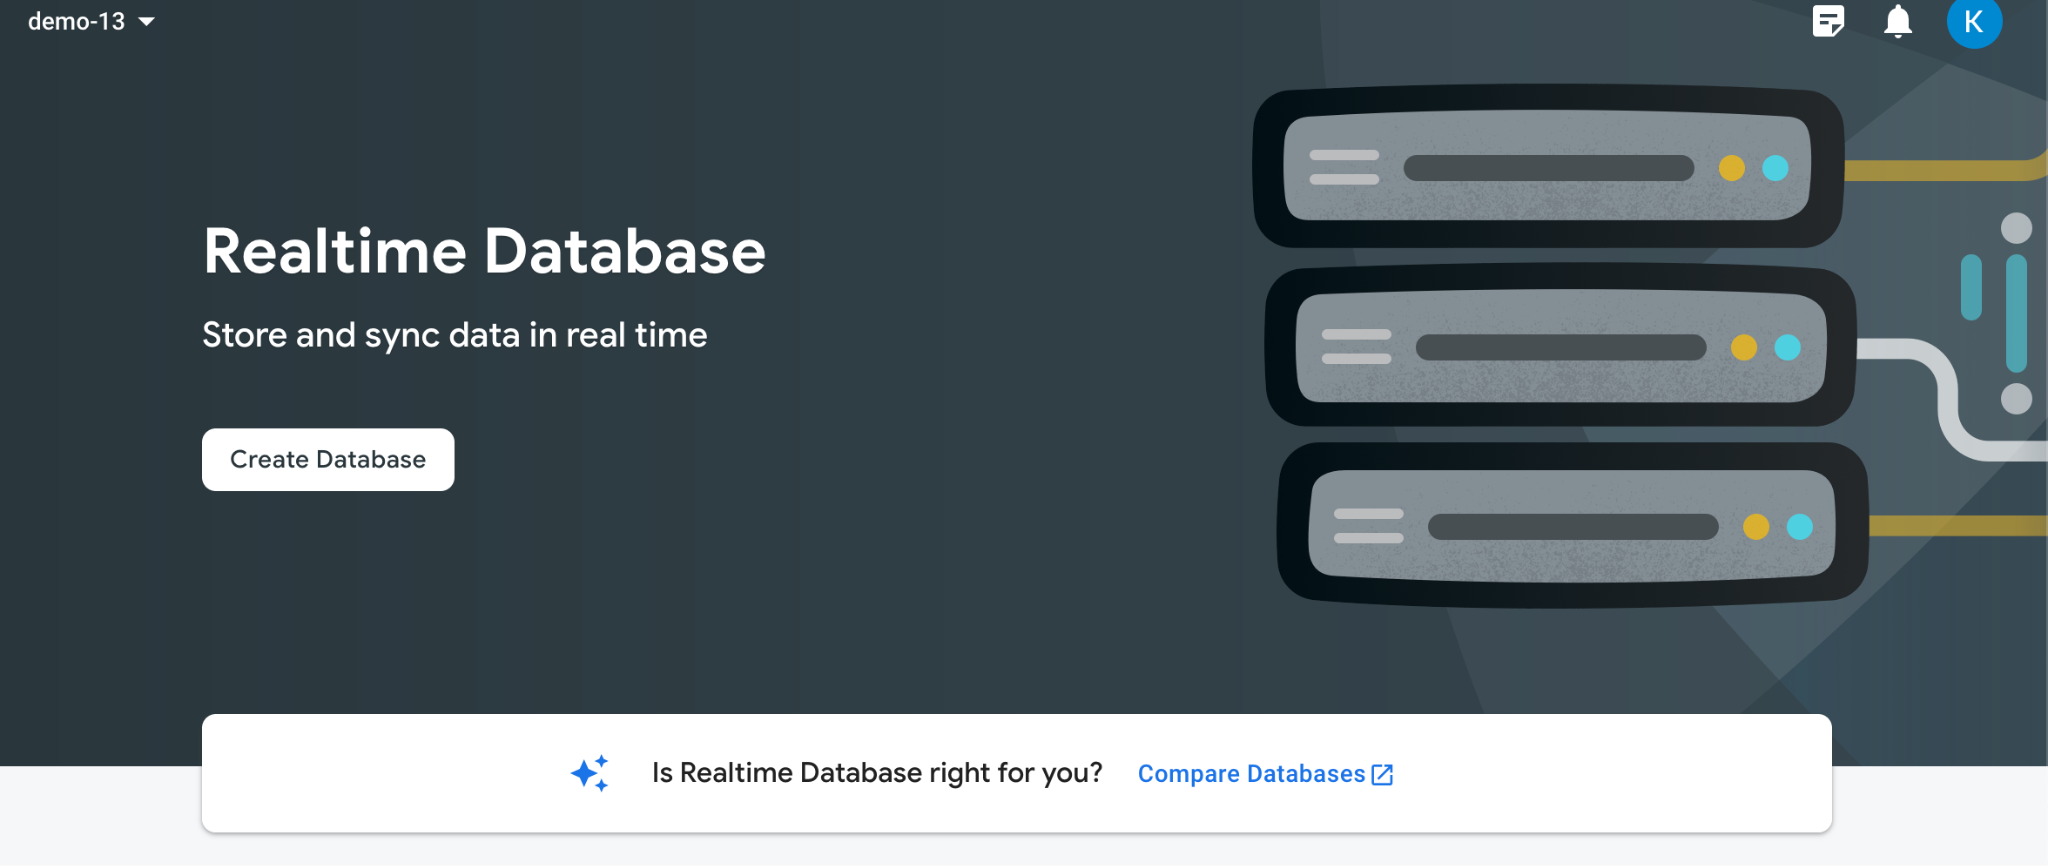 demo-13
K
Realtime Database
Store and sync data in real time
Create Database
Is Realtime Database right for you? Compare Databases